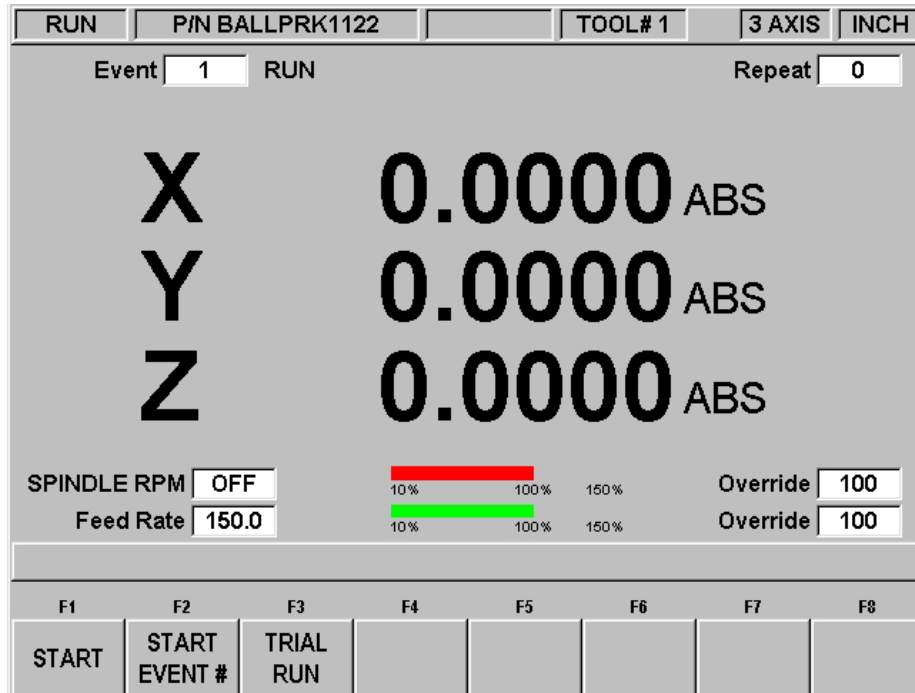 RUN P/N BALLPRK1122 TOOL# 1 3 AXIS INCH
Event 1 RUN Repeat 0
X 0.0000 ABS
Y 0.0000 ABS
Z 0.0000 ABS
SPINDLE RPM OFF 10% 100% 150% Override 100
Feed Rate 150.0 10% 100% 150% Override 100
F1 F2 F3 F4 F5 F6 F7 F8
START START EVENT # TRIAL RUN